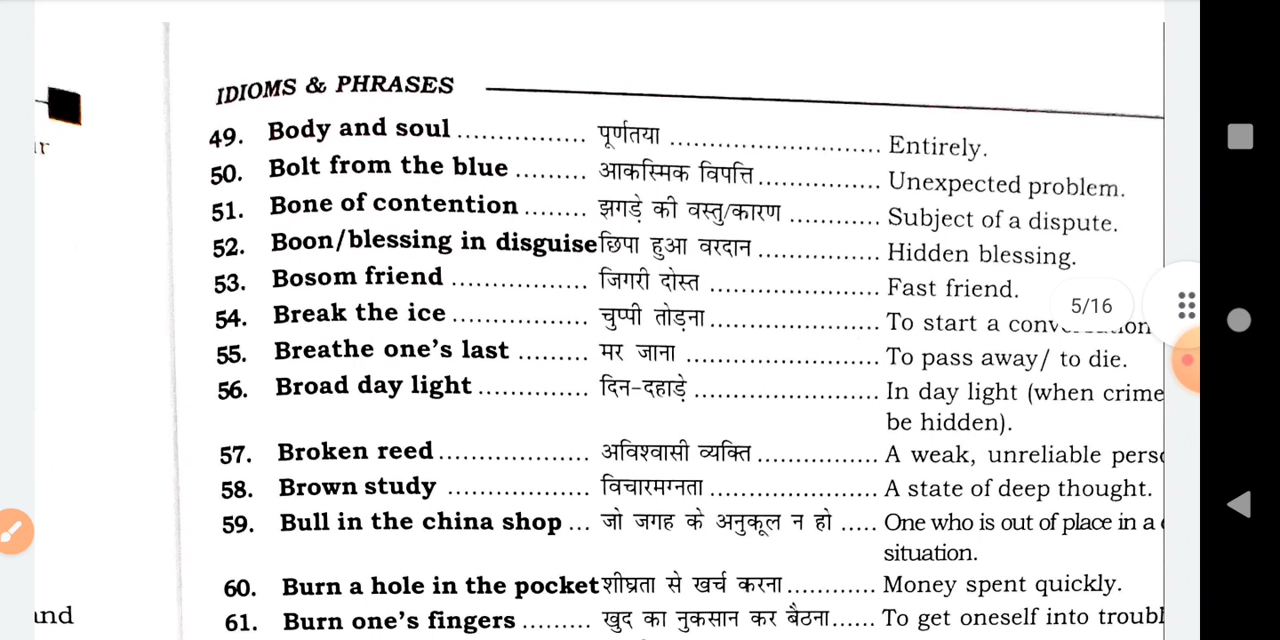 IDIOMS & PHRASES
49. Body and soul ................ पूर्णतया ........................... Entirely.
50. Bolt from the blue ......... आकस्मिक विपत्ति ............... Unexpected problem.
51. Bone of contention ........ झगड़े की वस्तु/कारण ............ Subject of a dispute.
52. Boon/blessing in disguise छिपा हुआ वरदान ............... Hidden blessing.
53. Bosom friend ................. जिगरी दोस्त ..................... Fast friend.
5/16
54. Break the ice ................. चुप्पी तोड़ना ..................... To start a
55. Breathe one's last ......... मर जाना ........................ To pass away/ to die.
56. Broad day light .............. दिन-दहाड़े ....................... In day light (when crime
be hidden).
57. Broken reed ................... अविश्वासी व्यक्ति ............... A weak, unreliable
58. Brown study .................. विचारमग्नता ..................... A state of deep thought.
59. Bull in the china shop ... जो जगह के अनुकूल न हो ..... One who is out of place in a
situation.
60. Burn a hole in the pocket शीघ्रता से खर्च करना ............ Money spent quickly.
61. Burn one's fingers ......... खुद का नुकसान कर बैठना ...... To get oneself into